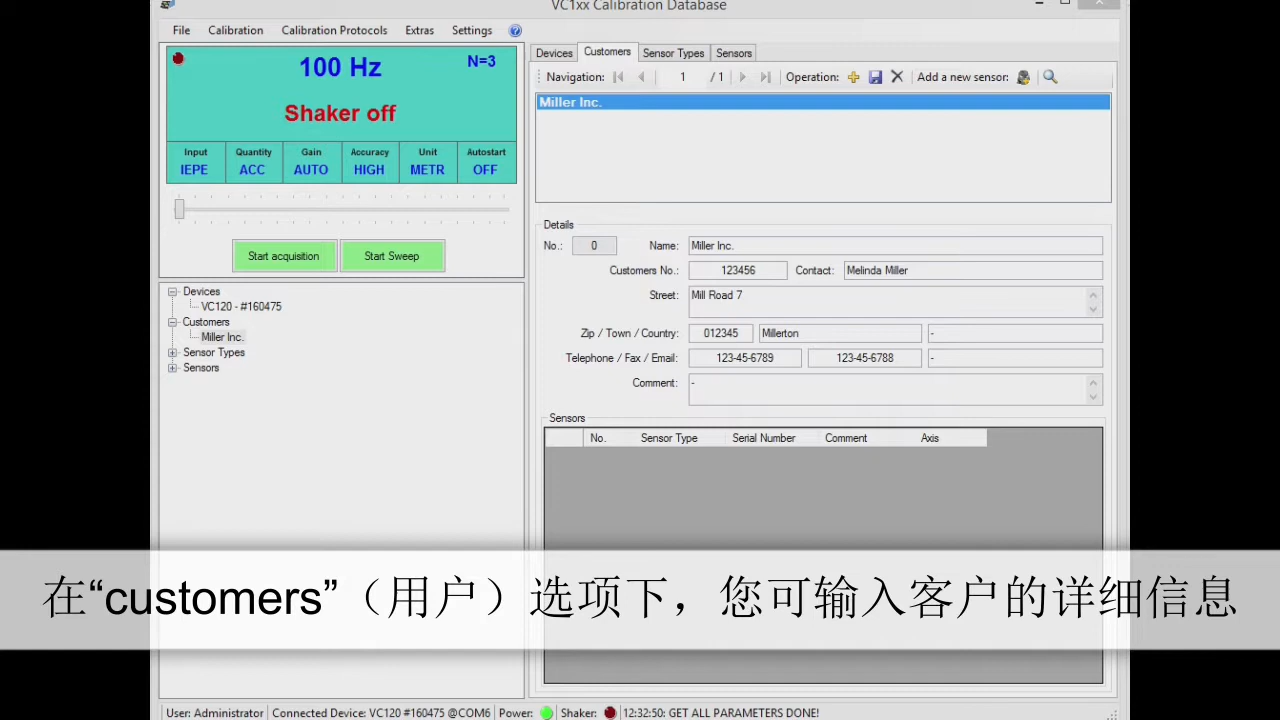 VC1xx Calibration Database
File Calibration Calibration Protocols Extras Settings
100 Hz N=3
Shaker off
Input Quantity Gain Accuracy Unit Autostart
IEPE ACC AUTO HIGH METR OFF
Start acquisition Start Sweep
Devices
VC120 - #160475
Customers
Miller Inc.
Sensor Types
Sensors
Devices Customers Sensor Types Sensors
Navigation: 1 / 1 Operation: Add a new sensor:
Miller Inc.
Details
No.: 0 Name: Miller Inc.
Customers No.: 123456 Contact: Melinda Miller
Street: Mill Road 7
Zip / Town / Country: 012345 Millerton -
Telephone / Fax / Email: 123-45-6789 123-45-6788 -
Comment: -
Sensors
No. Sensor Type Serial Number Comment Axis
在“customers”（用户）选项下，您可输入客户的详细信息
User: Administrator Connected Device: VC120 #160475 @COM6 Power: Shaker: 12:32:50: GET ALL PARAMETERS DONE!